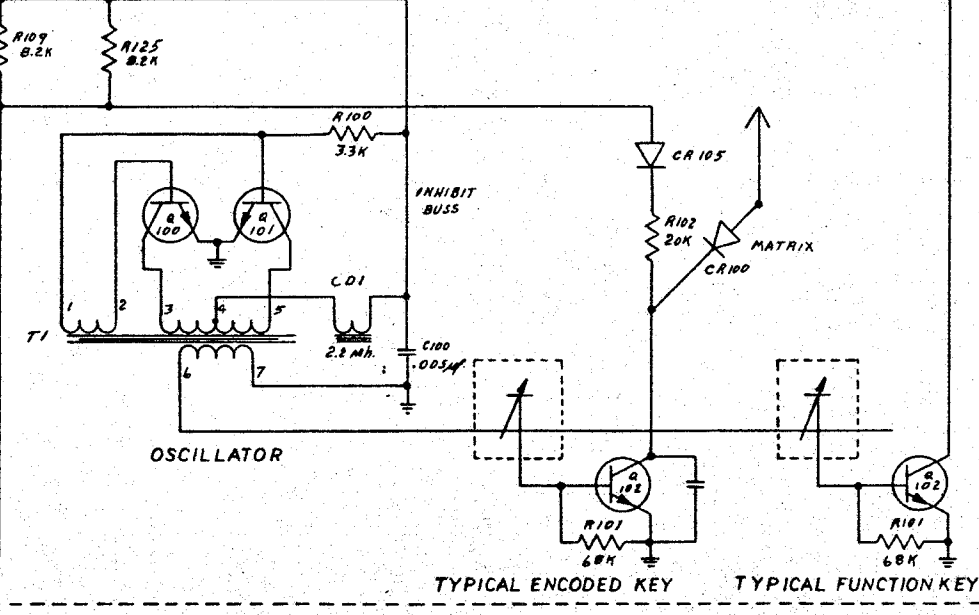 R109
8.2K
R125
8.2K
R100
3.3K
INHIBIT
BUSS
CR105
R102
20K
MATRIX
CR100
Q
100
Q
101
CD1
1
2
3
4
5
T1
2.2 Mh.
C100
.005µf
6
7
OSCILLATOR
Q
102
R101
68K
Q
102
R101
68K
TYPICAL ENCODED KEY
TYPICAL FUNCTION KEY